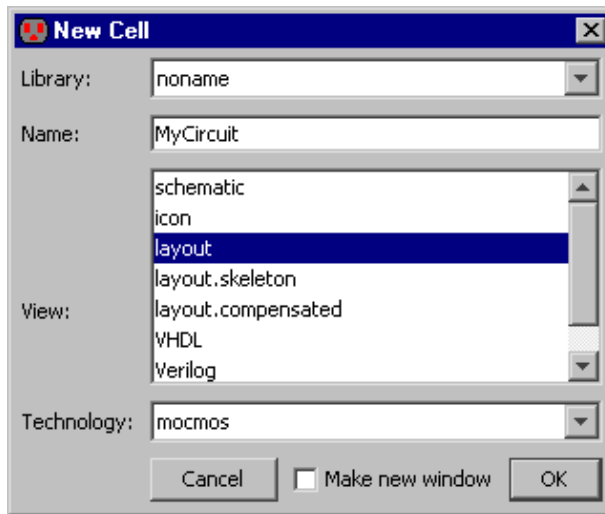 New Cell
Library: noname
Name: MyCircuit
View:
schematic
icon
layout
layout.skeleton
layout.compensated
VHDL
Verilog
Technology: mocmos
Cancel Make new window OK